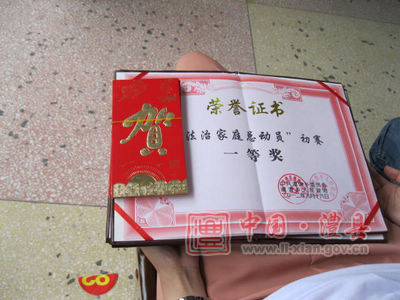 贺
荣誉证书
法治家庭总动员”初赛
一等奖
中国·澧县
www.li-xian.gov.cn